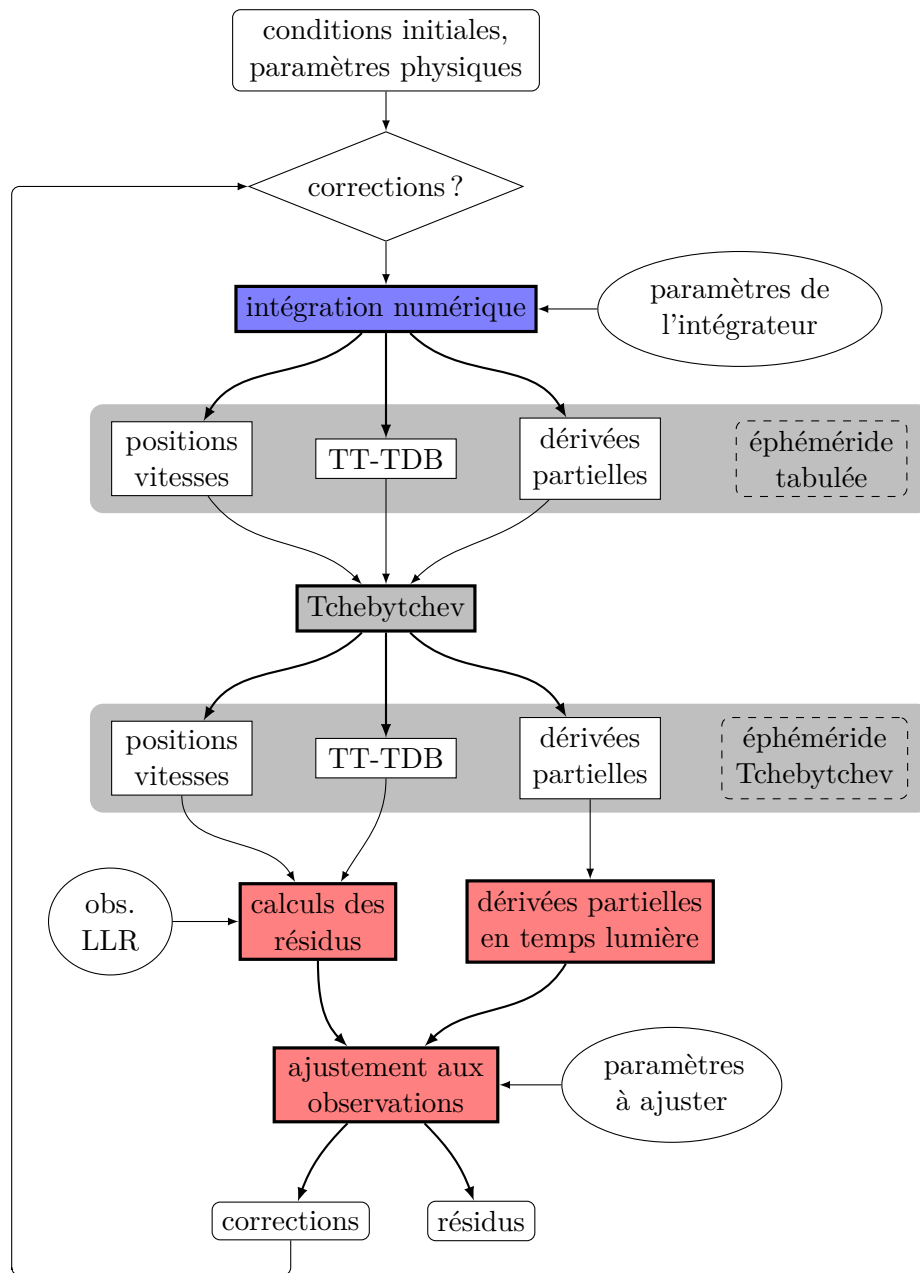 conditions initiales,
paramètres physiques
corrections ?
intégration numérique
paramètres de
l'intégrateur
positions
vitesses
TT-TDB
dérivées
partielles
éphéméride
tabulée
Tchebytchev
positions
vitesses
TT-TDB
dérivées
partielles
éphéméride
Tchebytchev
obs.
LLR
calculs des
résidus
dérivées partielles
en temps lumière
ajustement aux
observations
paramètres
à ajuster
corrections
résidus